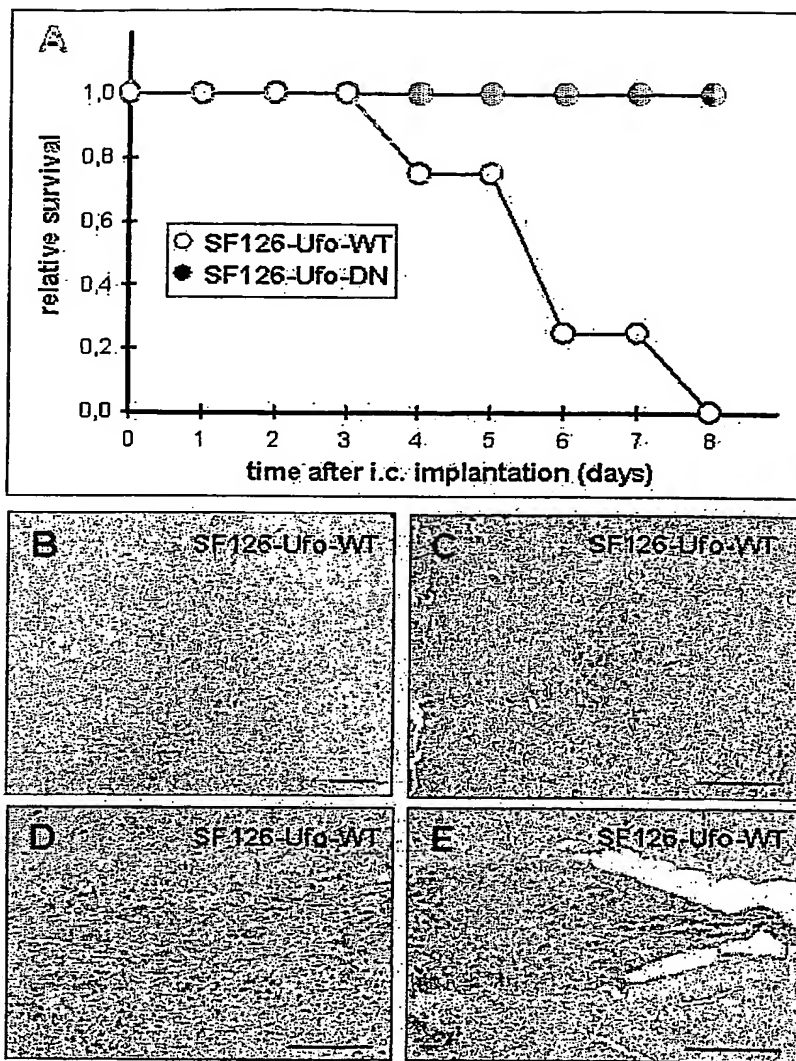 A
relative survival
1,0
0,8
0,6
0,4
0,2
0,0
SF126-Ufo-WT
SF126-Ufo-DN
0 1 2 3 4 5 6 7 8
time after i.c. implantation (days)
B SF126-Ufo-WT
C SF126-Ufo-WT
D SF126-Ufo-WT
E SF126-Ufo-WT